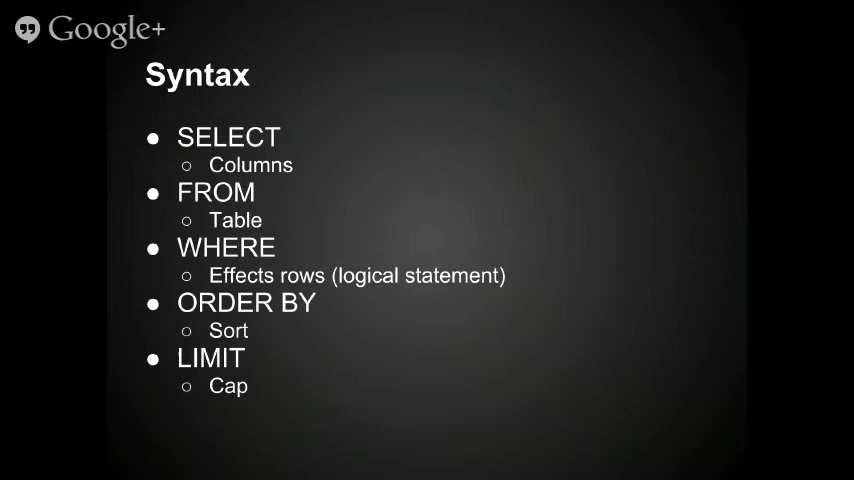 Google+
Syntax
● SELECT
○ Columns
● FROM
○ Table
● WHERE
○ Effects rows (logical statement)
● ORDER BY
○ Sort
● LIMIT
○ Cap